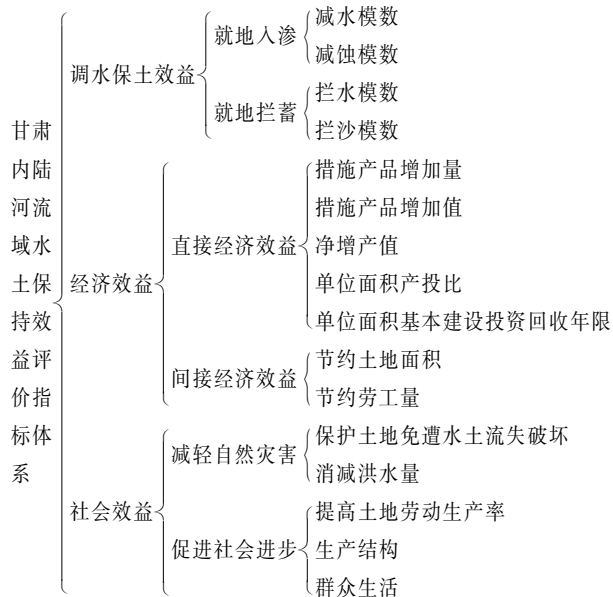 甘肃
内陆
河流
域水
土保
持效
益评
价指
标体
系
调水保土效益
就地入渗
减水模数
减蚀模数
就地拦蓄
拦水模数
拦沙模数
经济效益
直接经济效益
措施产品增加量
措施产品增加值
净增产值
单位面积产投比
单位面积基本建设投资回收年限
间接经济效益
节约土地面积
节约劳工量
社会效益
减轻自然灾害
保护土地免遭水土流失破坏
消减洪水量
促进社会进步
提高土地劳动生产率
生产结构
群众生活